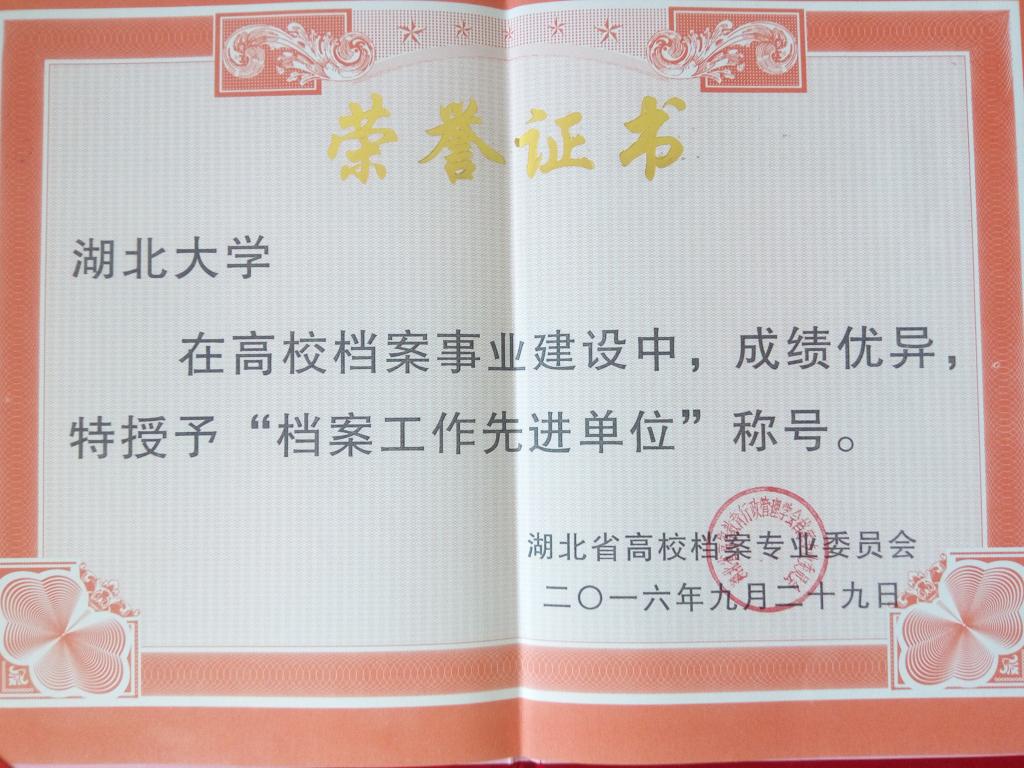 荣誉证书
湖北大学
在高校档案事业建设中，成绩优异，
特授予“档案工作先进单位”称号。
湖北省高校档案专业委员会
二〇一六年九月二十九日